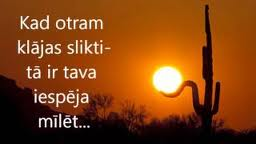 Kad otram
klājas slikti-
tā ir tava
iespēja
mīlēt...